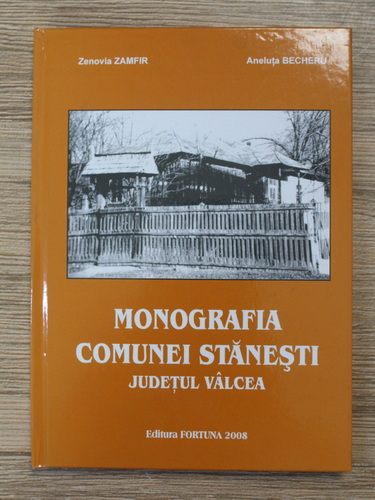 Zenovia ZAMFIR
Aneluța BECHERU
MONOGRAFIA
COMUNEI STĂNEȘTI
JUDEȚUL VÂLCEA
Editura FORTUNA 2008